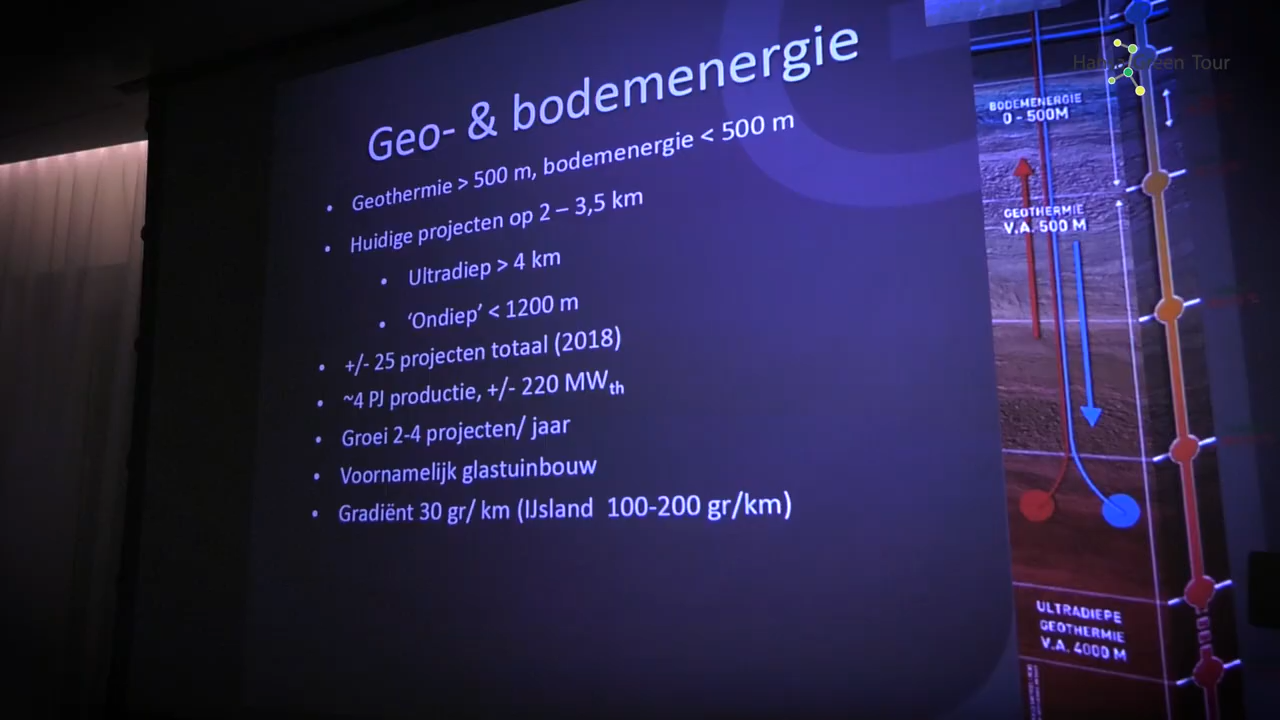 Geo- & bodemenergie
• Geothermie > 500 m, bodemenergie < 500 m
• Huidige projecten op 2 – 3,5 km
• Ultradiep > 4 km
• ‘Ondiep’ < 1200 m
• +/- 25 projecten totaal (2018)
• ~4 PJ productie, +/- 220 MWth
• Groei 2-4 projecten/ jaar
• Voornamelijk glastuinbouw
• Gradiënt 30 gr/ km (IJsland 100-200 gr/km)
Green Tour
BODEMENERGIE
0 - 500M
GEOTHERMIE
V.A. 500 M
ULTRADIEPE
GEOTHERMIE
V.A. 4000 M